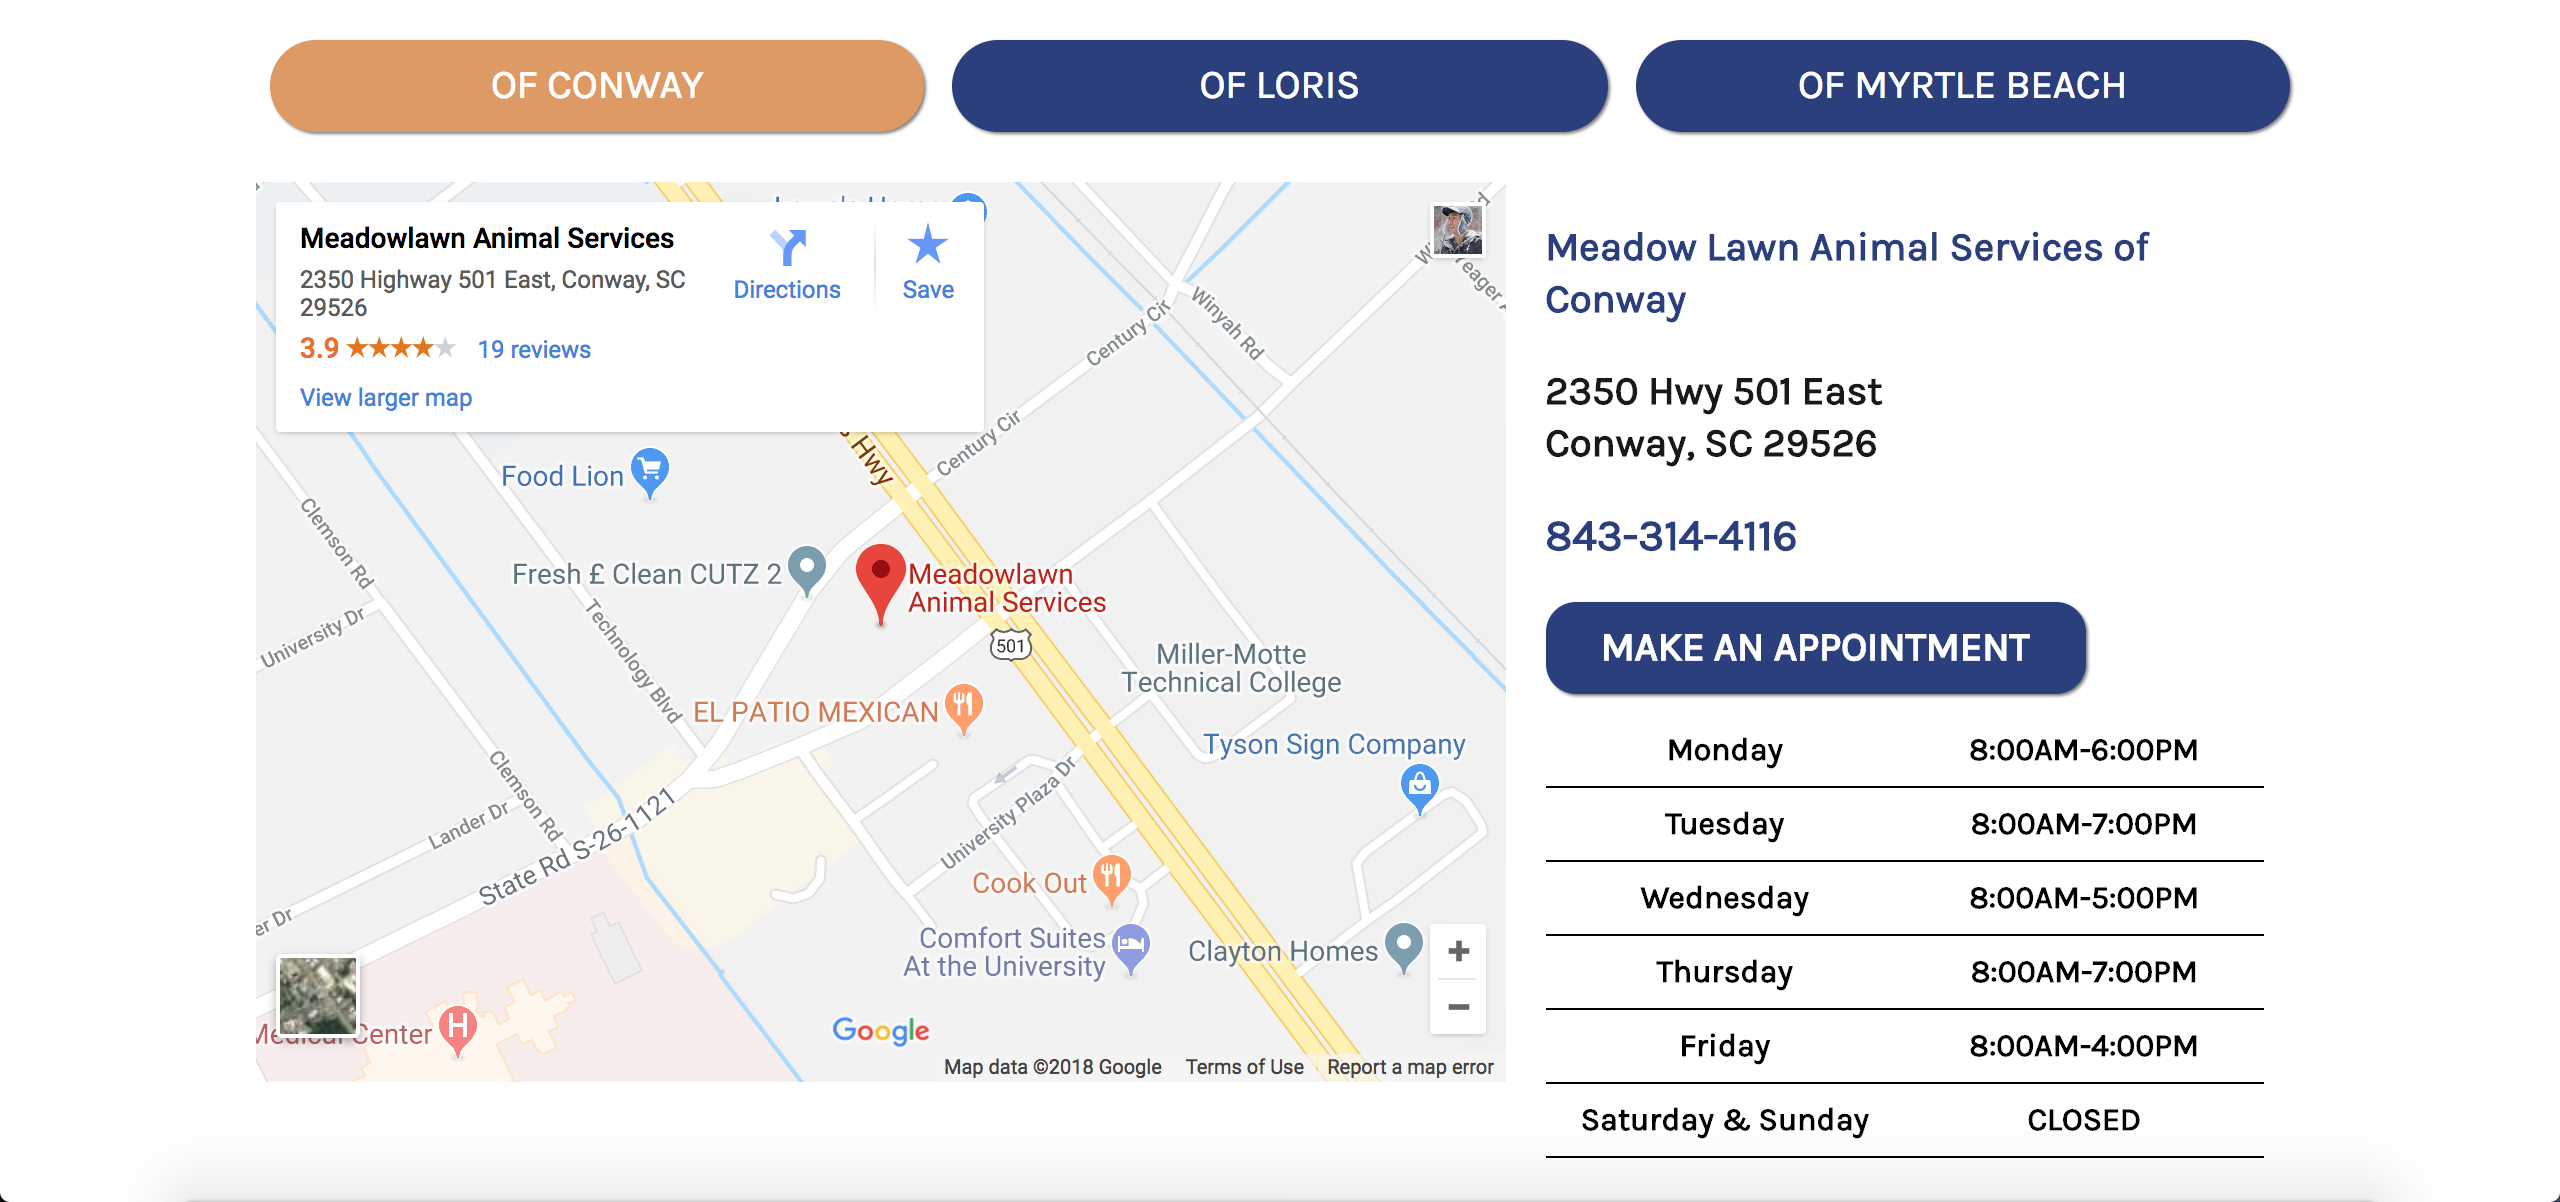 OF CONWAY
OF LORIS
OF MYRTLE BEACH
Meadowlawn Animal Services
2350 Highway 501 East, Conway, SC
29526
3.9
19 reviews
View larger map
Directions
Save
Winyah Rd
Century Cir
Century Cir
Hwy
Food Lion
Clemson Rd
Fresh £ Clean CUTZ 2
Meadowlawn
Animal Services
University Dr
Technology Blvd
501
Miller-Motte
Technical College
EL PATIO MEXICAN
Tyson Sign Company
Clemson Rd
University Plaza Dr
Lander Dr
State Rd S-26-1121
Cook Out
er Dr
Comfort Suites
At the University
Clayton Homes
Medical Center
H
Google
Map data ©2018 Google
Terms of Use
Report a map error
+
−
Meadow Lawn Animal Services of
Conway
2350 Hwy 501 East
Conway, SC 29526
843-314-4116
MAKE AN APPOINTMENT
Monday 8:00AM-6:00PM
Tuesday 8:00AM-7:00PM
Wednesday 8:00AM-5:00PM
Thursday 8:00AM-7:00PM
Friday 8:00AM-4:00PM
Saturday & Sunday CLOSED